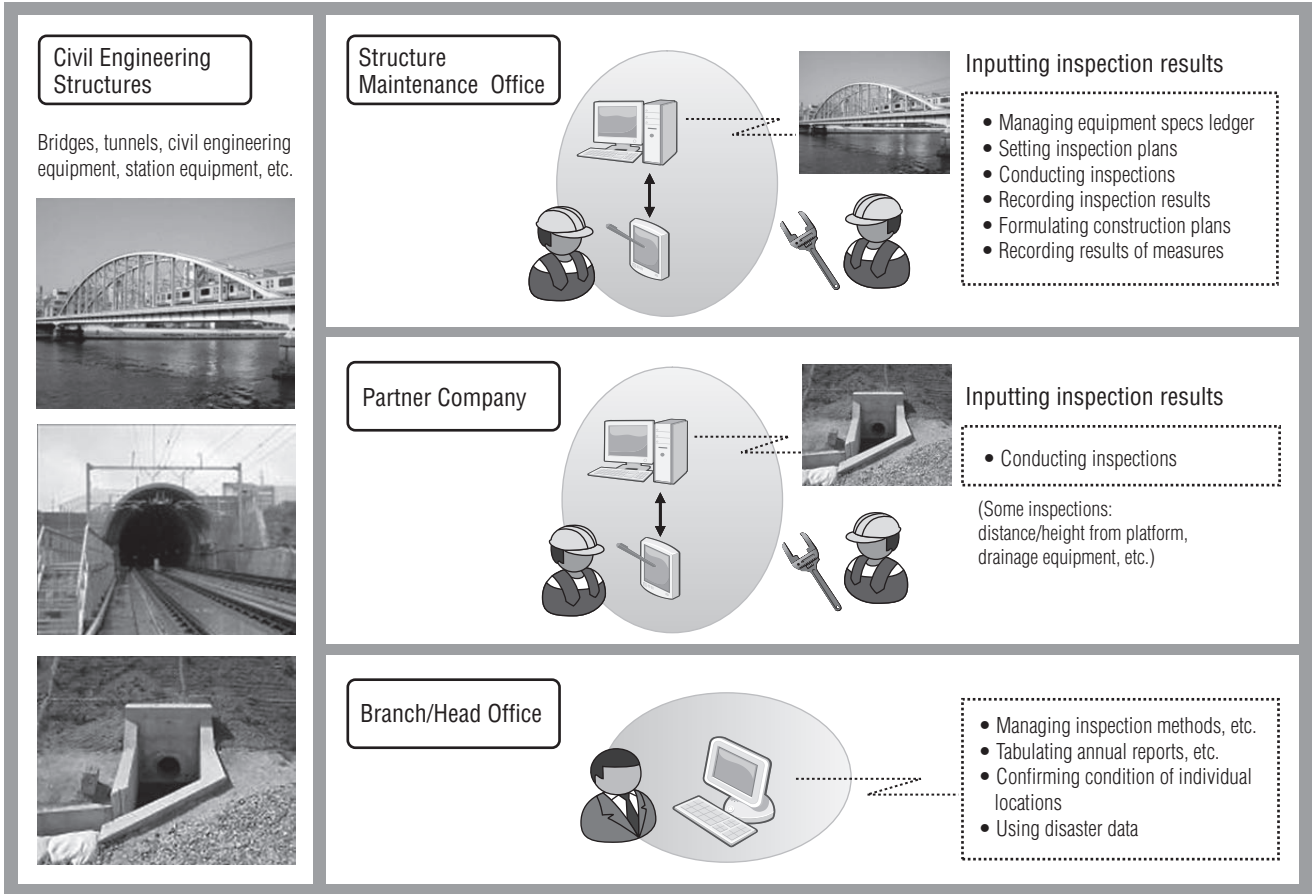 Civil Engineering
Structures
Bridges, tunnels, civil engineering
equipment, station equipment, etc.
Structure
Maintenance Office
Inputting inspection results
• Managing equipment specs ledger
• Setting inspection plans
• Conducting inspections
• Recording inspection results
• Formulating construction plans
• Recording results of measures
Partner Company
Inputting inspection results
• Conducting inspections
(Some inspections:
distance/height from platform,
drainage equipment, etc.)
Branch/Head Office
• Managing inspection methods, etc.
• Tabulating annual reports, etc.
• Confirming condition of individual
locations
• Using disaster data